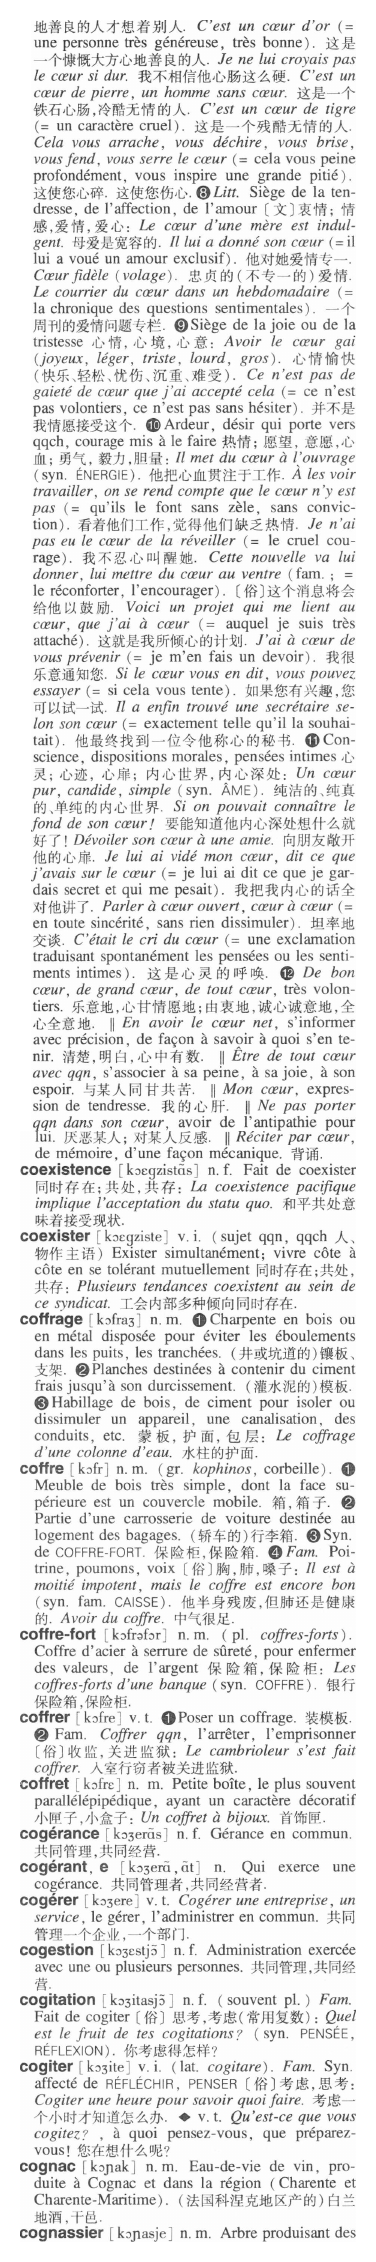 地善良的人才想着别人. C'est un cœur d'or (=
une personne très généreuse, très bonne). 这是
一个慷慨大方心地善良的人. Je ne lui croyais pas
le cœur si dur. 我不相信他心肠这么硬. C'est un
cœur de pierre, un homme sans cœur. 这是一个
铁石心肠,冷酷无情的人. C'est un cœur de tigre
(= un caractère cruel). 这是一个残酷无情的人.
Cela vous arrache, vous déchire, vous brise,
vous fend, vous serre le cœur (= cela vous peine
profondément, vous inspire une grande pitié).
这使您心碎. 这使您伤心. ❽ Litt. Siège de la ten-
dresse, de l'affection, de l'amour〔文〕衷情; 情
感,爱情,爱心: Le cœur d'une mère est indul-
gent. 母爱是宽容的. Il lui a donné son cœur (= il
lui a voué un amour exclusif). 他对她爱情专一.
Cœur fidèle (volage). 忠贞的(不专一的)爱情.
Le courrier du cœur dans un hebdomadaire (=
la chronique des questions sentimentales). 一个
周刊的爱情问题专栏. ❾ Siège de la joie ou de la
tristesse 心情,心境,心意: Avoir le cœur gai
(joyeux, léger, triste, lourd, gros). 心情愉快
(快乐、轻松、忧伤、沉重、难受). Ce n'est pas de
gaieté de cœur que j'ai accepté cela (= ce n'est
pas volontiers, ce n'est pas sans hésiter). 并不是
我情愿接受这个. ❿ Ardeur, désir qui porte vers
qqch, courage mis à le faire 热情; 愿望, 意愿,心
血; 勇气, 毅力,胆量: Il met du cœur à l'ouvrage
(syn. ÉNERGIE). 他把心血贯注于工作. À les voir
travailler, on se rend compte que le cœur n'y est
pas (= qu'ils le font sans zèle, sans convic-
tion). 看着他们工作,觉得他们缺乏热情. Je n'ai
pas eu le cœur de la réveiller (= le cruel cou-
rage). 我不忍心叫醒她. Cette nouvelle va lui
donner, lui mettre du cœur au ventre (fam. ; =
le réconforter, l'encourager).〔俗〕这个消息将会
给他以鼓励. Voici un projet qui me lient au
cœur, que j'ai à cœur (= auquel je suis très
attaché). 这就是我所倾心的计划. J'ai à cœur de
vous prévenir (= je m'en fais un devoir). 我很
乐意通知您. Si le cœur vous en dit, vous pouvez
essayer (= si cela vous tente). 如果您有兴趣,您
可以试一试. Il a enfin trouvé une secrétaire se-
lon son cœur (= exactement telle qu'il la souhai-
tait). 他最终找到一位令他称心的秘书. ⓫ Con-
science, dispositions morales, pensées intimes 心
灵; 心迹, 心扉; 内心世界,内心深处: Un cœur
pur, candide, simple (syn. ÂME). 纯洁的、纯真
的、单纯的内心世界. Si on pouvait connaître le
fond de son cœur! 要能知道他内心深处想什么就
好了! Dévoiler son cœur à une amie. 向朋友敞开
他的心扉. Je lui ai vidé mon cœur, dit ce que
j'avais sur le cœur (= je lui ai dit ce que je gar-
dais secret et qui me pesait). 我把我内心的话全
对他讲了. Parler à cœur ouvert, cœur à cœur (=
en toute sincérité, sans rien dissimuler). 坦率地
交谈. C'était le cri du cœur (= une exclamation
traduisant spontanément les pensées ou les senti-
ments intimes). 这是心灵的呼唤. ⓬ De bon
cœur, de grand cœur, de tout cœur, très volon-
tiers. 乐意地,心甘情愿地;由衷地,诚心诚意地,全
心全意地. ‖ En avoir le cœur net, s'informer
avec précision, de façon à savoir à quoi s'en te-
nir. 清楚,明白,心中有数. ‖ Être de tout cœur
avec qqn, s'associer à sa peine, à sa joie, à son
espoir. 与某人同甘共苦. ‖ Mon cœur, expres-
sion de tendresse. 我的心肝. ‖ Ne pas porter
qqn dans son cœur, avoir de l'antipathie pour
lui. 厌恶某人; 对某人反感. ‖ Réciter par cœur,
de mémoire, d'une façon mécanique. 背诵.
coexistence [kɔɛgzistɑ̃s] n. f. Fait de coexister
同时存在;共处,共存: La coexistence pacifique
implique l'acceptation du statu quo. 和平共处意
味着接受现状.
coexister [kɔɛgziste] v. i. (sujet qqn, qqch 人、
物作主语) Exister simultanément; vivre côte à
côte en se tolérant mutuellement 同时存在;共处,
共存: Plusieurs tendances coexistent au sein de
ce syndicat. 工会内部多种倾向同时存在.
coffrage [kɔfraʒ] n. m. ❶ Charpente en bois ou
en métal disposée pour éviter les éboulements
dans les puits, les tranchées. (井或坑道的)镶板、
支架. ❷ Planches destinées à contenir du ciment
frais jusqu'à son durcissement. (灌水泥的)模板.
❸ Habillage de bois, de ciment pour isoler ou
dissimuler un appareil, une canalisation, des
conduits, etc. 蒙板, 护面, 包层: Le coffrage
d'une colonne d'eau. 水柱的护面.
coffre [kɔfr] n. m. (gr. kophinos, corbeille). ❶
Meuble de bois très simple, dont la face su-
périeure est un couvercle mobile. 箱,箱子. ❷
Partie d'une carrosserie de voiture destinée au
logement des bagages. (轿车的)行李箱. ❸ Syn.
de COFFRE-FORT. 保险柜,保险箱. ❹ Fam. Poi-
trine, poumons, voix〔俗〕胸,肺,嗓子: Il est à
moitié impotent, mais le coffre est encore bon
(syn. fam. CAISSE). 他半身残废,但肺还是健康
的. Avoir du coffre. 中气很足.
coffre-fort [kɔfrəfɔr] n. m. ( pl. coffres-forts).
Coffre d'acier à serrure de sûreté, pour enfermer
des valeurs, de l'argent 保险箱, 保险柜: Les
coffres-forts d'une banque (syn. COFFRE). 银行
保险箱,保险柜.
coffrer [kɔfre] v. t. ❶ Poser un coffrage. 装模板.
❷ Fam. Coffrer qqn, l'arrêter, l'emprisonner
〔俗〕收监,关进监狱: Le cambrioleur s'est fait
coffrer. 入室行窃者被关进监狱.
coffret [kɔfrɛ] n. m. Petite boîte, le plus souvent
parallélépipédique, ayant un caractère décoratif
小匣子,小盒子: Un coffret à bijoux. 首饰匣.
cogérance [kɔʒerɑ̃s] n. f. Gérance en commun.
共同管理,共同经营.
cogérant, e [kɔʒerɑ̃,ɑ̃t] n. Qui exerce une
cogérance. 共同管理者,共同经营者.
cogérer [kɔʒere] v. t. Cogérer une entreprise, un
service, le gérer, l'administrer en commun. 共同
管理一个企业,一个部门.
cogestion [kɔʒɛstjɔ̃] n. f. Administration exercée
avec une ou plusieurs personnes. 共同管理,共同经
营.
cogitation [kɔʒitasjɔ̃] n. f. ( souvent pl.) Fam.
Fait de cogiter〔俗〕思考,考虑(常用复数): Quel
est le fruit de tes cogitations? (syn. PENSÉE,
RÉFLEXION). 你考虑得怎样?
cogiter [kɔʒite] v. i. (lat. cogitare). Fam. Syn.
affecté de RÉFLÉCHIR, PENSER〔俗〕考虑,思考:
Cogiter une heure pour savoir quoi faire. 考虑一
个小时才知道怎么办. ◆ v. t. Qu'est-ce que vous
cogitez? , à quoi pensez-vous, que préparez-
vous! 您在想什么呢?
cognac [kɔɲak] n. m. Eau-de-vie de vin, pro-
duite à Cognac et dans la région (Charente et
Charente-Maritime). (法国科涅克地区产的)白兰
地酒,干邑.
cognassier [kɔɲasje] n. m. Arbre produisant des